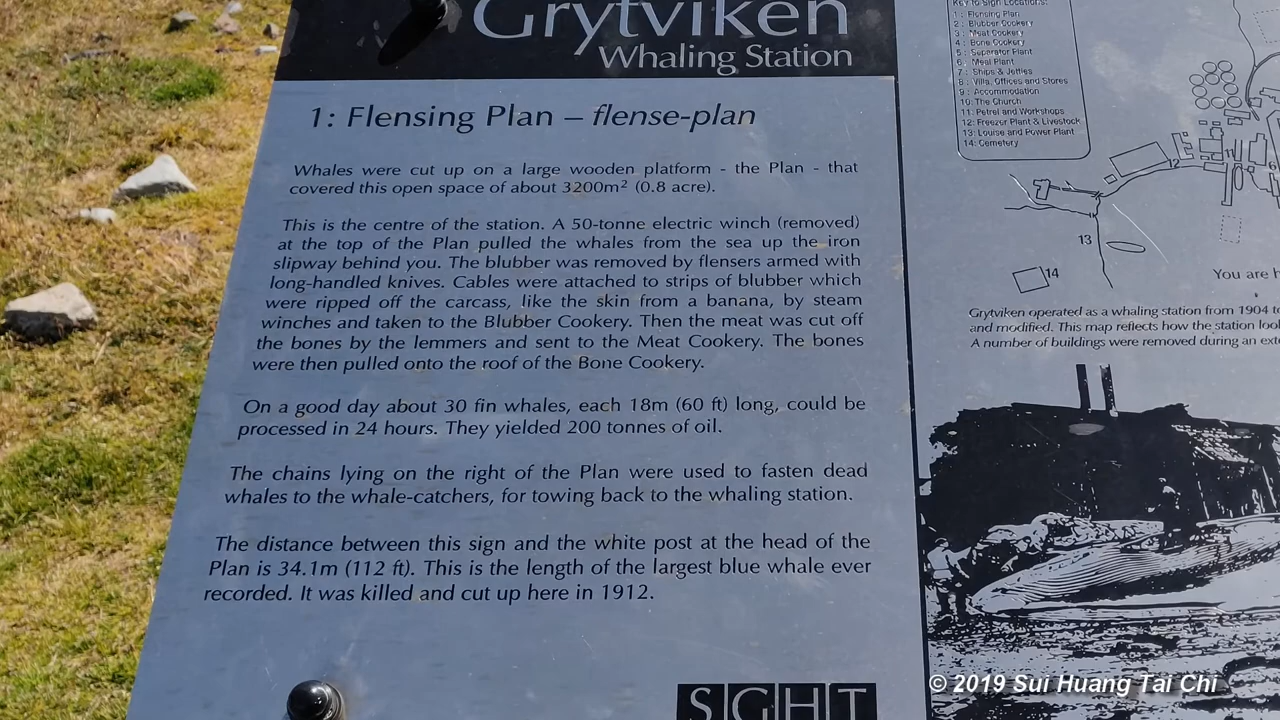 Grytviken
Whaling Station
1: Flensing Plan – flense-plan
Whales were cut up on a large wooden platform - the Plan - that
covered this open space of about 3200m² (0.8 acre).
This is the centre of the station. A 50-tonne electric winch (removed)
at the top of the Plan pulled the whales from the sea up the iron
slipway behind you. The blubber was removed by flensers armed with
long-handled knives. Cables were attached to strips of blubber which
were ripped off the carcass, like the skin from a banana, by steam
winches and taken to the Blubber Cookery. Then the meat was cut off
the bones by the lemmers and sent to the Meat Cookery. The bones
were then pulled onto the roof of the Bone Cookery.
On a good day about 30 fin whales, each 18m (60 ft) long, could be
processed in 24 hours. They yielded 200 tonnes of oil.
The chains lying on the right of the Plan were used to fasten dead
whales to the whale-catchers, for towing back to the whaling station.
The distance between this sign and the white post at the head of the
Plan is 34.1m (112 ft). This is the length of the largest blue whale ever
recorded. It was killed and cut up here in 1912.
SGHT
Key to Sign Locations:
1 : Flensing Plan
2 : Blubber Cookery
3 : Meat Cookery
4 : Bone Cookery
5 : Separator Plant
6 : Meal Plant
7 : Ships & Jetties
8 : Villa, Offices and Stores
9 : Accommodation
10: The Church
11: Petrel and Workshops
12: Freezer Plant & Livestock
13: Louise and Power Plant
14: Cemetery
12
6
13
14
You are
Grytviken operated as a whaling station from 1904
and modified. This map reflects how the station
A number of buildings were removed during an
© 2019 Sui Huang Tai Chi